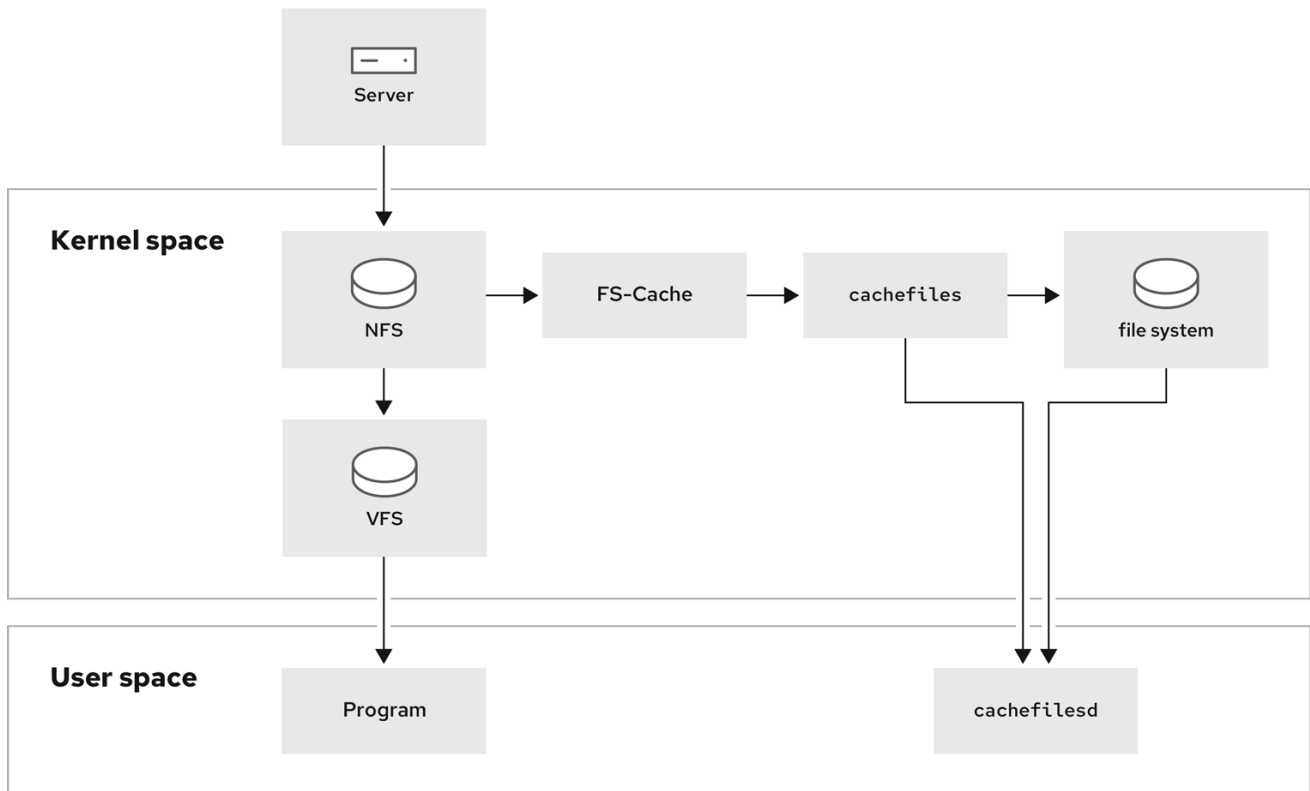 Server
Kernel space
NFS
FS-Cache
cachefiles
file system
VFS
User space
Program
cachefilesd